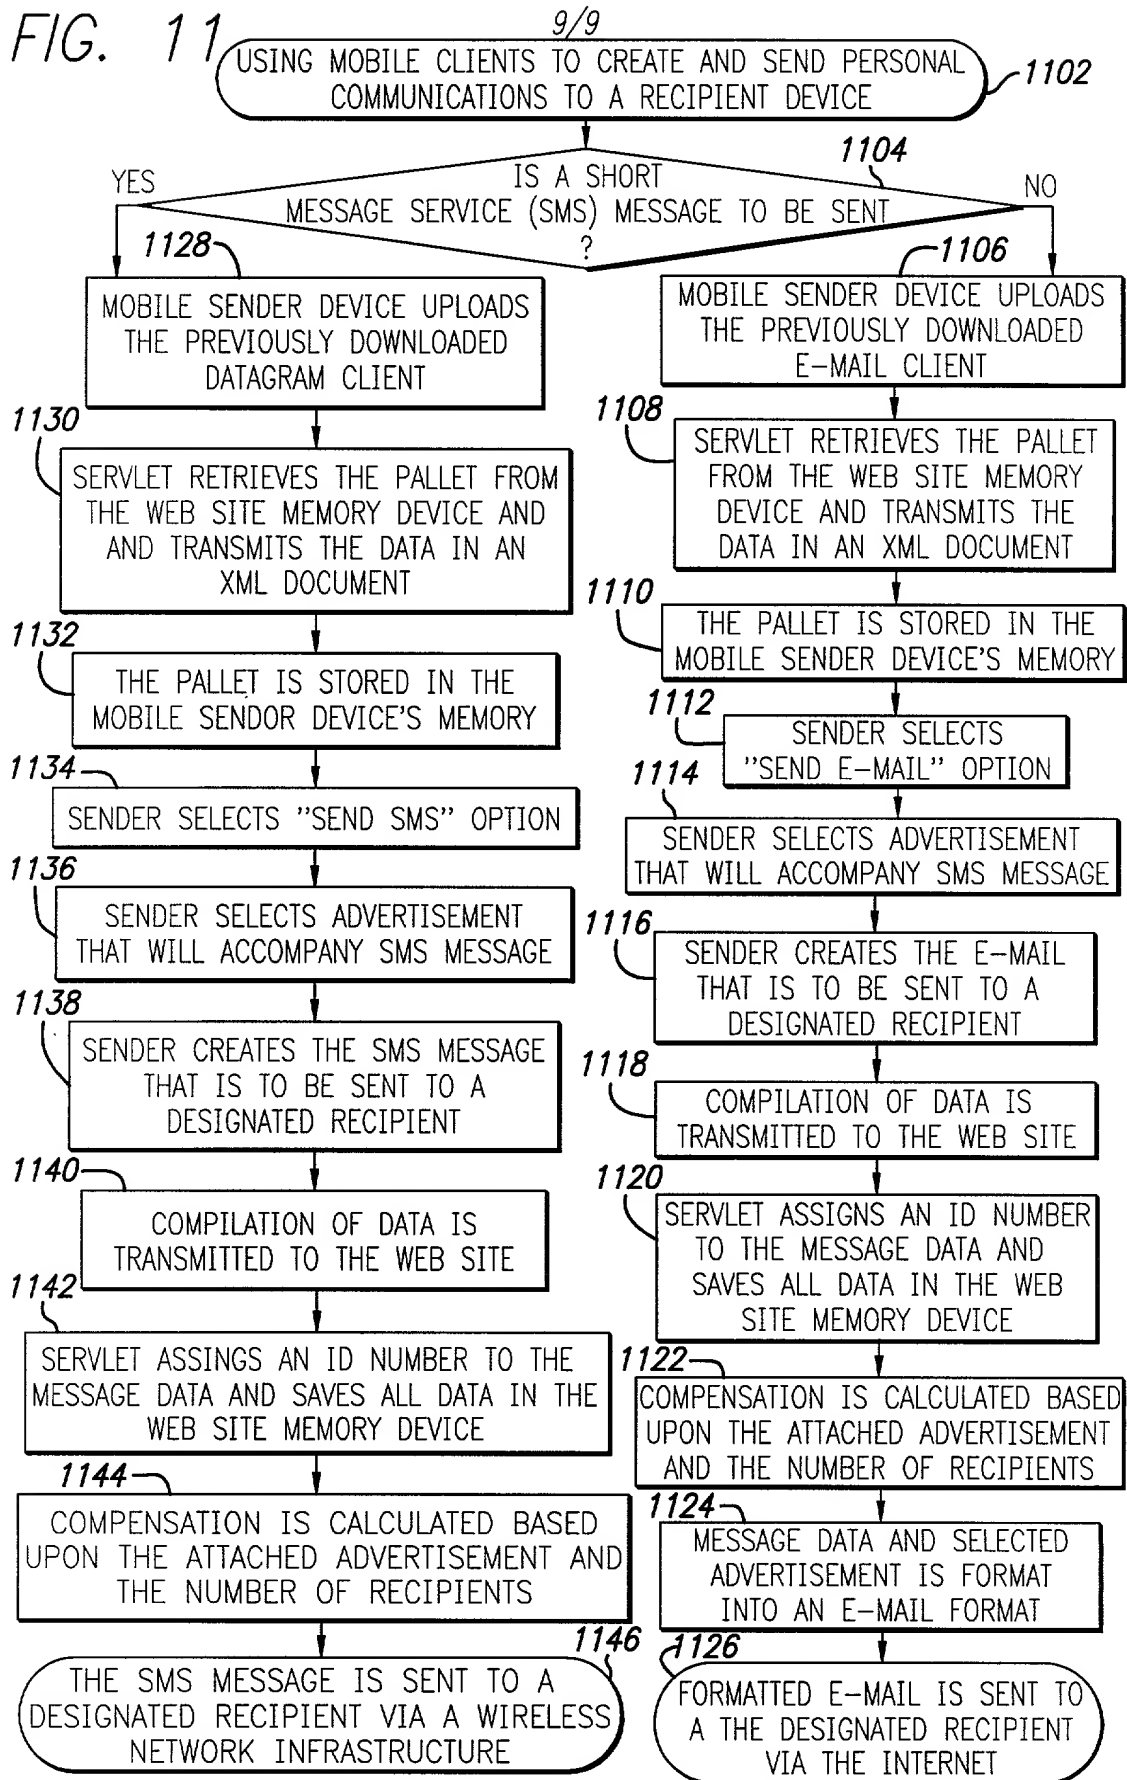 9/9
FIG. 11
USING MOBILE CLIENTS TO CREATE AND SEND PERSONAL
COMMUNICATIONS TO A RECIPIENT DEVICE
1102
1104
IS A SHORT
MESSAGE SERVICE (SMS) MESSAGE TO BE SENT
?
YES
NO
1128
MOBILE SENDER DEVICE UPLOADS
THE PREVIOUSLY DOWNLOADED
DATAGRAM CLIENT
1130
SERVLET RETRIEVES THE PALLET FROM
THE WEB SITE MEMORY DEVICE AND
AND TRANSMITS THE DATA IN AN
XML DOCUMENT
1132
THE PALLET IS STORED IN THE
MOBILE SENDOR DEVICE'S MEMORY
1134
SENDER SELECTS "SEND SMS" OPTION
1136
SENDER SELECTS ADVERTISEMENT
THAT WILL ACCOMPANY SMS MESSAGE
1138
SENDER CREATES THE SMS MESSAGE
THAT IS TO BE SENT TO A
DESIGNATED RECIPIENT
1140
COMPILATION OF DATA IS
TRANSMITTED TO THE WEB SITE
1142
SERVLET ASSINGS AN ID NUMBER TO THE
MESSAGE DATA AND SAVES ALL DATA IN THE
WEB SITE MEMORY DEVICE
1144
COMPENSATION IS CALCULATED BASED
UPON THE ATTACHED ADVERTISEMENT AND
THE NUMBER OF RECIPIENTS
1146
THE SMS MESSAGE IS SENT TO A
DESIGNATED RECIPIENT VIA A WIRELESS
NETWORK INFRASTRUCTURE
1106
MOBILE SENDER DEVICE UPLOADS
THE PREVIOUSLY DOWNLOADED
E-MAIL CLIENT
1108
SERVLET RETRIEVES THE PALLET
FROM THE WEB SITE MEMORY
DEVICE AND TRANSMITS THE
DATA IN AN XML DOCUMENT
1110
THE PALLET IS STORED IN THE
MOBILE SENDER DEVICE'S MEMORY
1112
SENDER SELECTS
"SEND E-MAIL" OPTION
1114
SENDER SELECTS ADVERTISEMENT
THAT WILL ACCOMPANY SMS MESSAGE
1116
SENDER CREATES THE E-MAIL
THAT IS TO BE SENT TO A
DESIGNATED RECIPIENT
1118
COMPILATION OF DATA IS
TRANSMITTED TO THE WEB SITE
1120
SERVLET ASSIGNS AN ID NUMBER
TO THE MESSAGE DATA AND
SAVES ALL DATA IN THE WEB
SITE MEMORY DEVICE
1122
COMPENSATION IS CALCULATED BASED
UPON THE ATTACHED ADVERTISEMENT
AND THE NUMBER OF RECIPIENTS
1124
MESSAGE DATA AND SELECTED
ADVERTISEMENT IS FORMAT
INTO AN E-MAIL FORMAT
1126
FORMATTED E-MAIL IS SENT TO
A THE DESIGNATED RECIPIENT
VIA THE INTERNET